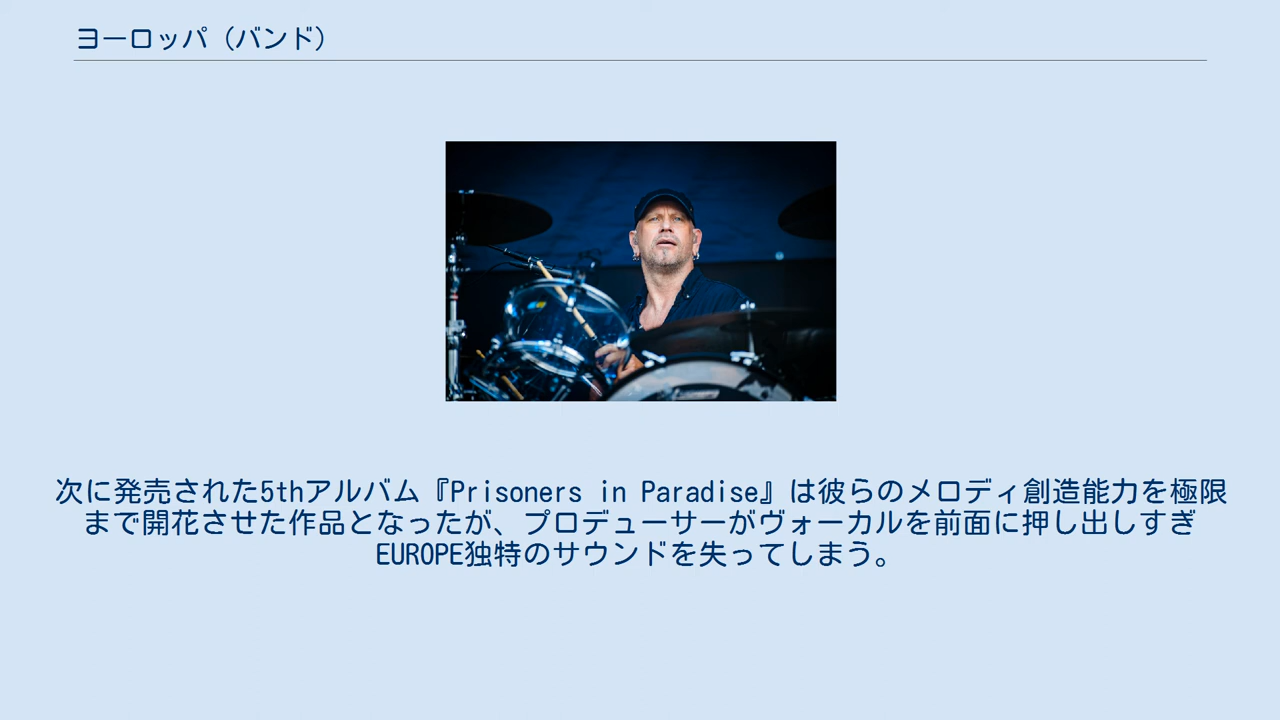 ヨーロッパ（バンド）
次に発売された5thアルバム『Prisoners in Paradise』は彼らのメロディ創造能力を極限
まで開花させた作品となったが、プロデューサーがヴォーカルを前面に押し出しすぎ
EUROPE独特のサウンドを失ってしまう。